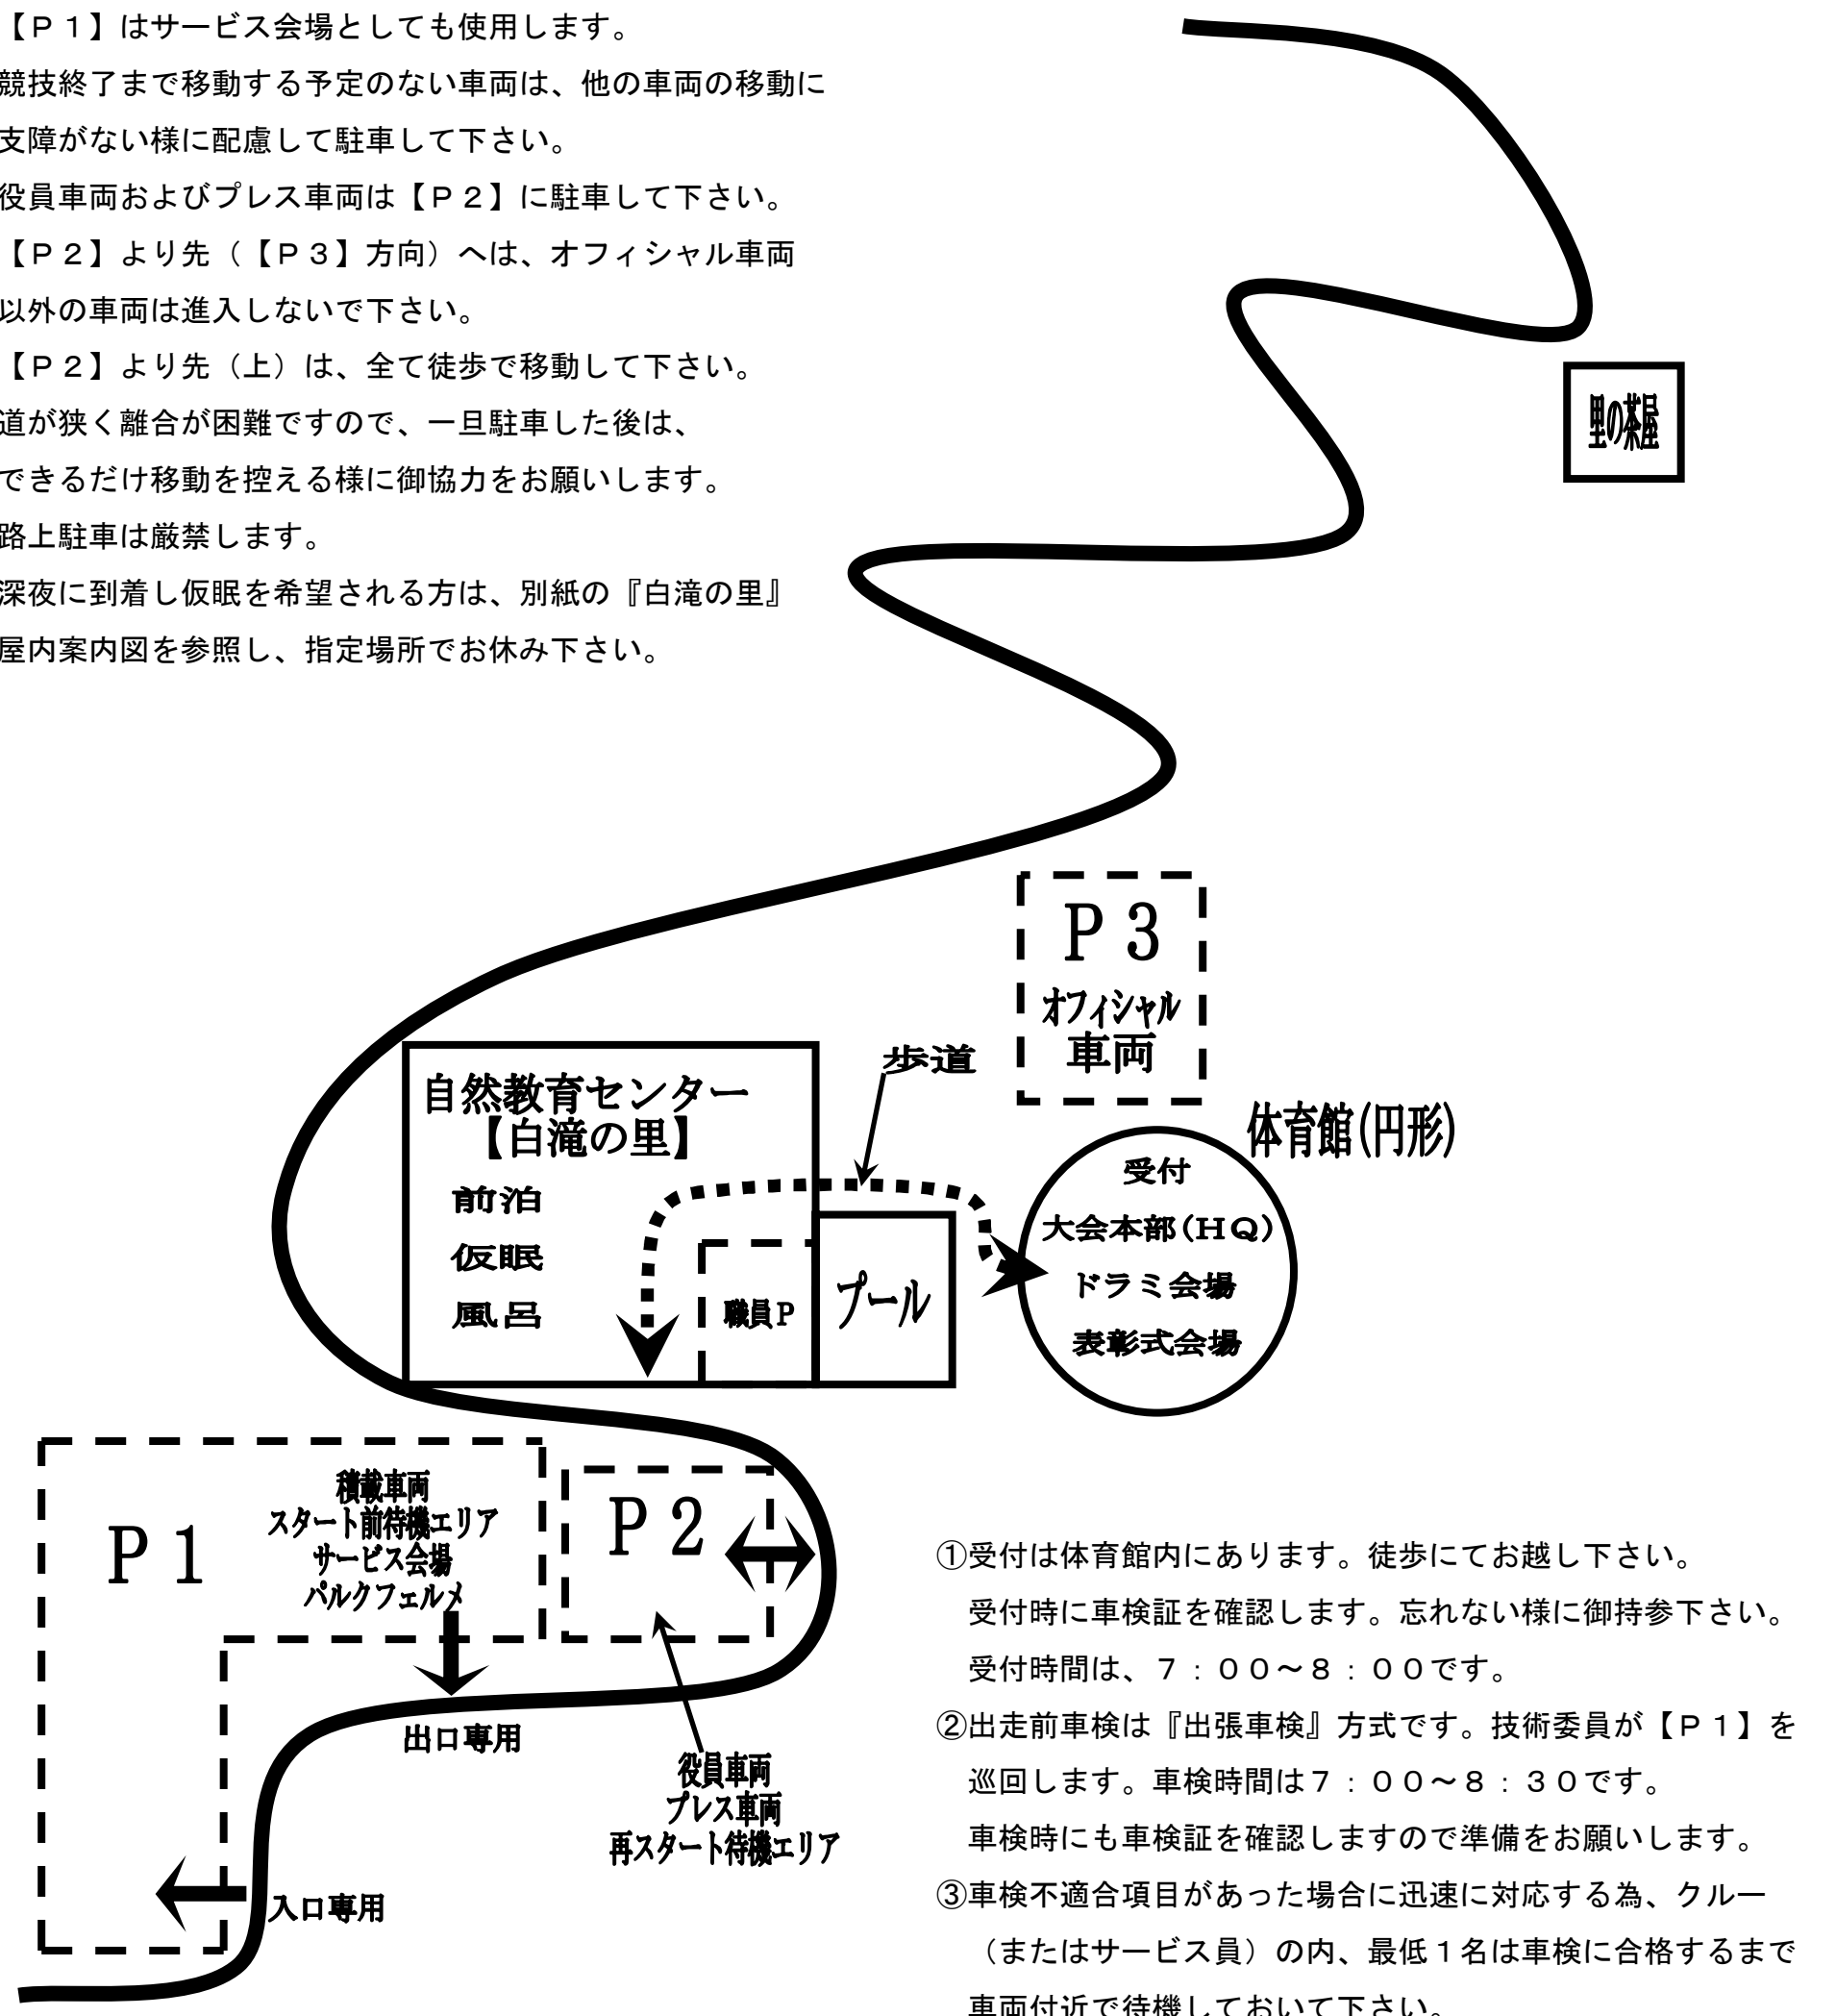 【Ｐ１】はサービス会場としても使用します。
競技終了まで移動する予定のない車両は、他の車両の移動に
支障がない様に配慮して駐車して下さい。
役員車両およびプレス車両は【Ｐ２】に駐車して下さい。
【Ｐ２】より先（【Ｐ３】方向）へは、オフィシャル車両
以外の車両は進入しないで下さい。
【Ｐ２】より先（上）は、全て徒歩で移動して下さい。
道が狭く離合が困難ですので、一旦駐車した後は、
できるだけ移動を控える様に御協力をお願いします。
路上駐車は厳禁します。
深夜に到着し仮眠を希望される方は、別紙の『白滝の里』
屋内案内図を参照し、指定場所でお休み下さい。
里の茶屋
Ｐ３
オフィシャル
車両
歩道
自然教育センター
【白滝の里】
前泊
仮眠
風呂
職員Ｐ
プール
体育館(円形)
受付
大会本部(ＨＱ)
ドラミ会場
表彰式会場
Ｐ１
積載車両
スタート前待機エリア
サービス会場
パルクフェルメ
Ｐ２
出口専用
役員車両
プレス車両
再スタート待機エリア
入口専用
①受付は体育館内にあります。徒歩にてお越し下さい。
受付時に車検証を確認します。忘れない様に御持参下さい。
受付時間は、７：００～８：００です。
②出走前車検は『出張車検』方式です。技術委員が【Ｐ１】を
巡回します。車検時間は７：００～８：３０です。
車検時にも車検証を確認しますので準備をお願いします。
③車検不適合項目があった場合に迅速に対応する為、クルー
（またはサービス員）の内、最低１名は車検に合格するまで
車両付近で待機しておいて下さい。